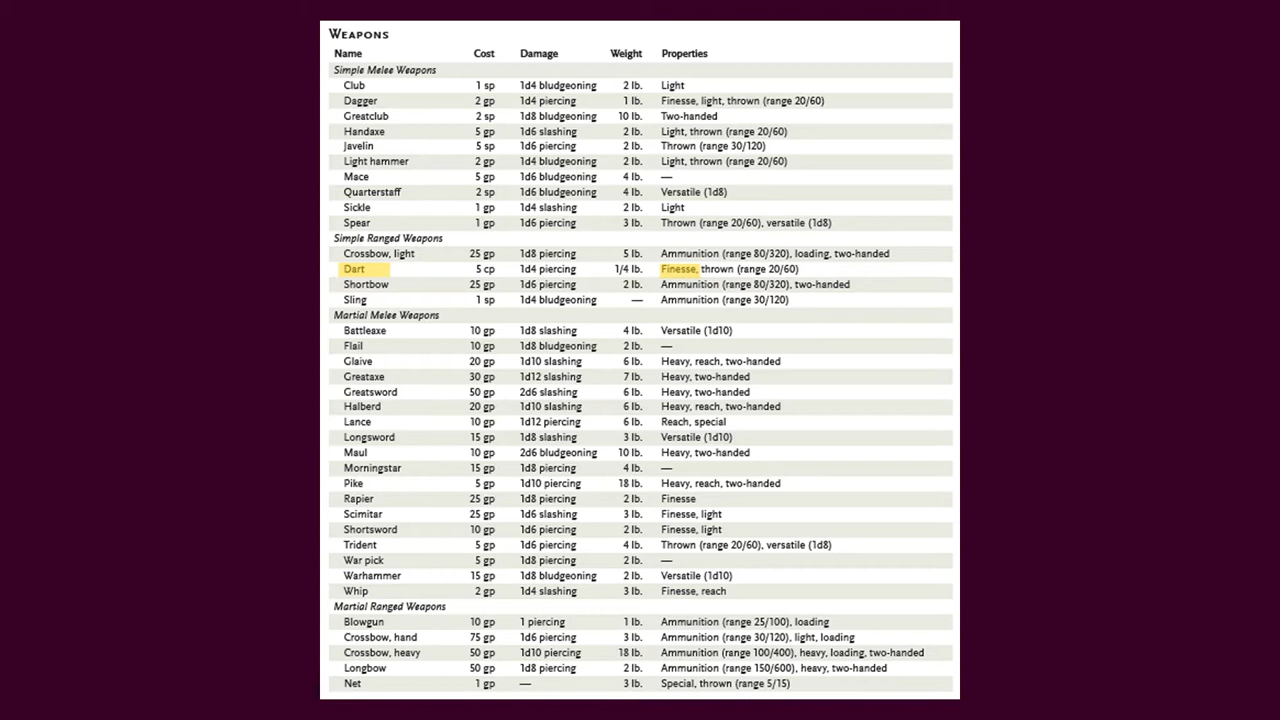 WEAPONS
Name Cost Damage Weight Properties
Simple Melee Weapons
Club 1 sp 1d4 bludgeoning 2 lb. Light
Dagger 2 gp 1d4 piercing 1 lb. Finesse, light, thrown (range 20/60)
Greatclub 2 sp 1d8 bludgeoning 10 lb. Two-handed
Handaxe 5 gp 1d6 slashing 2 lb. Light, thrown (range 20/60)
Javelin 5 sp 1d6 piercing 2 lb. Thrown (range 30/120)
Light hammer 2 gp 1d4 bludgeoning 2 lb. Light, thrown (range 20/60)
Mace 5 gp 1d6 bludgeoning 4 lb. —
Quarterstaff 2 sp 1d6 bludgeoning 4 lb. Versatile (1d8)
Sickle 1 gp 1d4 slashing 2 lb. Light
Spear 1 gp 1d6 piercing 3 lb. Thrown (range 20/60), versatile (1d8)
Simple Ranged Weapons
Crossbow, light 25 gp 1d8 piercing 5 lb. Ammunition (range 80/320), loading, two-handed
Dart 5 cp 1d4 piercing 1/4 lb. Finesse, thrown (range 20/60)
Shortbow 25 gp 1d6 piercing 2 lb. Ammunition (range 80/320), two-handed
Sling 1 sp 1d4 bludgeoning — Ammunition (range 30/120)
Martial Melee Weapons
Battleaxe 10 gp 1d8 slashing 4 lb. Versatile (1d10)
Flail 10 gp 1d8 bludgeoning 2 lb. —
Glaive 20 gp 1d10 slashing 6 lb. Heavy, reach, two-handed
Greataxe 30 gp 1d12 slashing 7 lb. Heavy, two-handed
Greatsword 50 gp 2d6 slashing 6 lb. Heavy, two-handed
Halberd 20 gp 1d10 slashing 6 lb. Heavy, reach, two-handed
Lance 10 gp 1d12 piercing 6 lb. Reach, special
Longsword 15 gp 1d8 slashing 3 lb. Versatile (1d10)
Maul 10 gp 2d6 bludgeoning 10 lb. Heavy, two-handed
Morningstar 15 gp 1d8 piercing 4 lb. —
Pike 5 gp 1d10 piercing 18 lb. Heavy, reach, two-handed
Rapier 25 gp 1d8 piercing 2 lb. Finesse
Scimitar 25 gp 1d6 slashing 3 lb. Finesse, light
Shortsword 10 gp 1d6 piercing 2 lb. Finesse, light
Trident 5 gp 1d6 piercing 4 lb. Thrown (range 20/60), versatile (1d8)
War pick 5 gp 1d8 piercing 2 lb. —
Warhammer 15 gp 1d8 bludgeoning 2 lb. Versatile (1d10)
Whip 2 gp 1d4 slashing 3 lb. Finesse, reach
Martial Ranged Weapons
Blowgun 10 gp 1 piercing 1 lb. Ammunition (range 25/100), loading
Crossbow, hand 75 gp 1d6 piercing 3 lb. Ammunition (range 30/120), light, loading
Crossbow, heavy 50 gp 1d10 piercing 18 lb. Ammunition (range 100/400), heavy, loading, two-handed
Longbow 50 gp 1d8 piercing 2 lb. Ammunition (range 150/600), heavy, two-handed
Net 1 gp — 3 lb. Special, thrown (range 5/15)